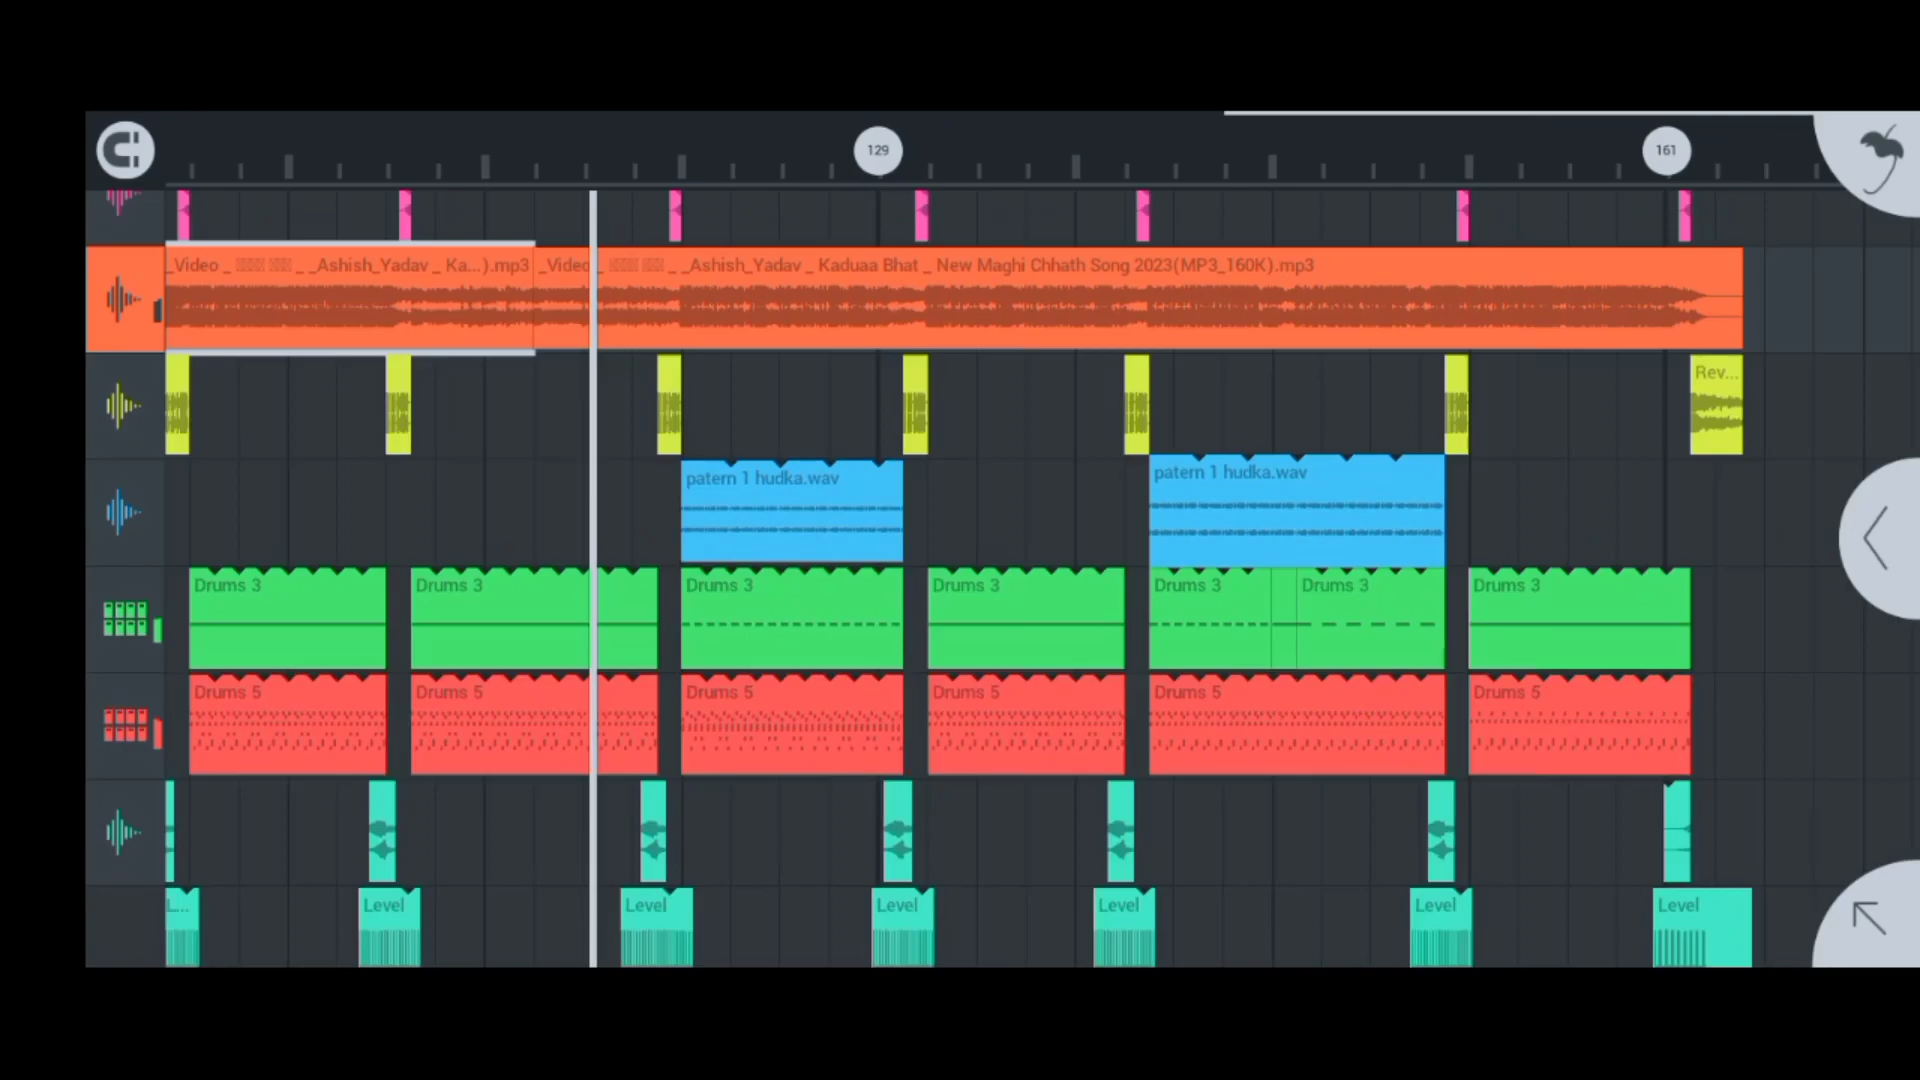 129
161
_Video _ _ _Ashish_Yadav _ Ka...).mp3
_Video _ _ _Ashish_Yadav _ Kaduaa Bhat _ New Maghi Chhath Song 2023(MP3_160K).mp3
Rev...
patern 1 hudka.wav
patern 1 hudka.wav
Drums 3
Drums 3
Drums 3
Drums 3
Drums 3
Drums 3
Drums 3
Drums 5
Drums 5
Drums 5
Drums 5
Drums 5
Drums 5
L...
Level
Level
Level
Level
Level
Level